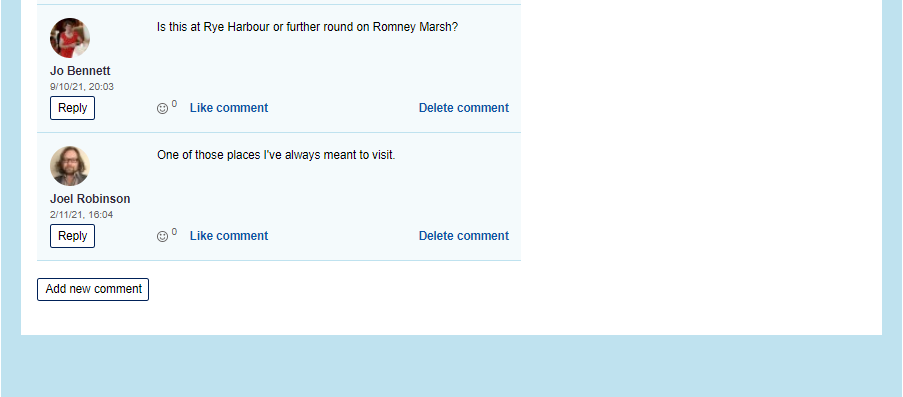 Is this at Rye Harbour or further round on Romney Marsh?
Jo Bennett
9/10/21, 20:03
Reply
0
Like comment
Delete comment
One of those places I've always meant to visit.
Joel Robinson
2/11/21, 16:04
Reply
0
Like comment
Delete comment
Add new comment